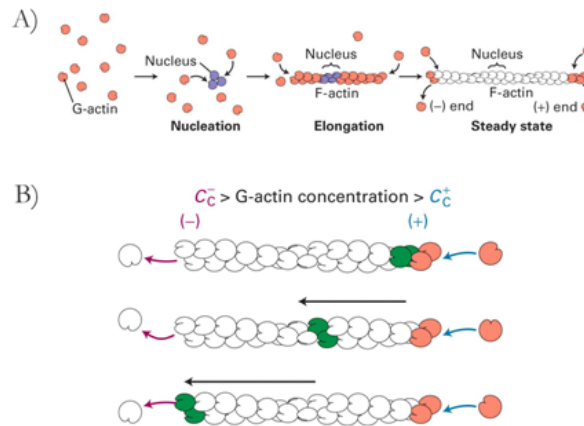 A)
Nucleus
Nucleus
Nucleus
G-actin
F-actin
F-actin
(−) end
(+) end
Nucleation
Elongation
Steady state
B)
C⁻C > G-actin concentration > C⁺C
(−)
(+)